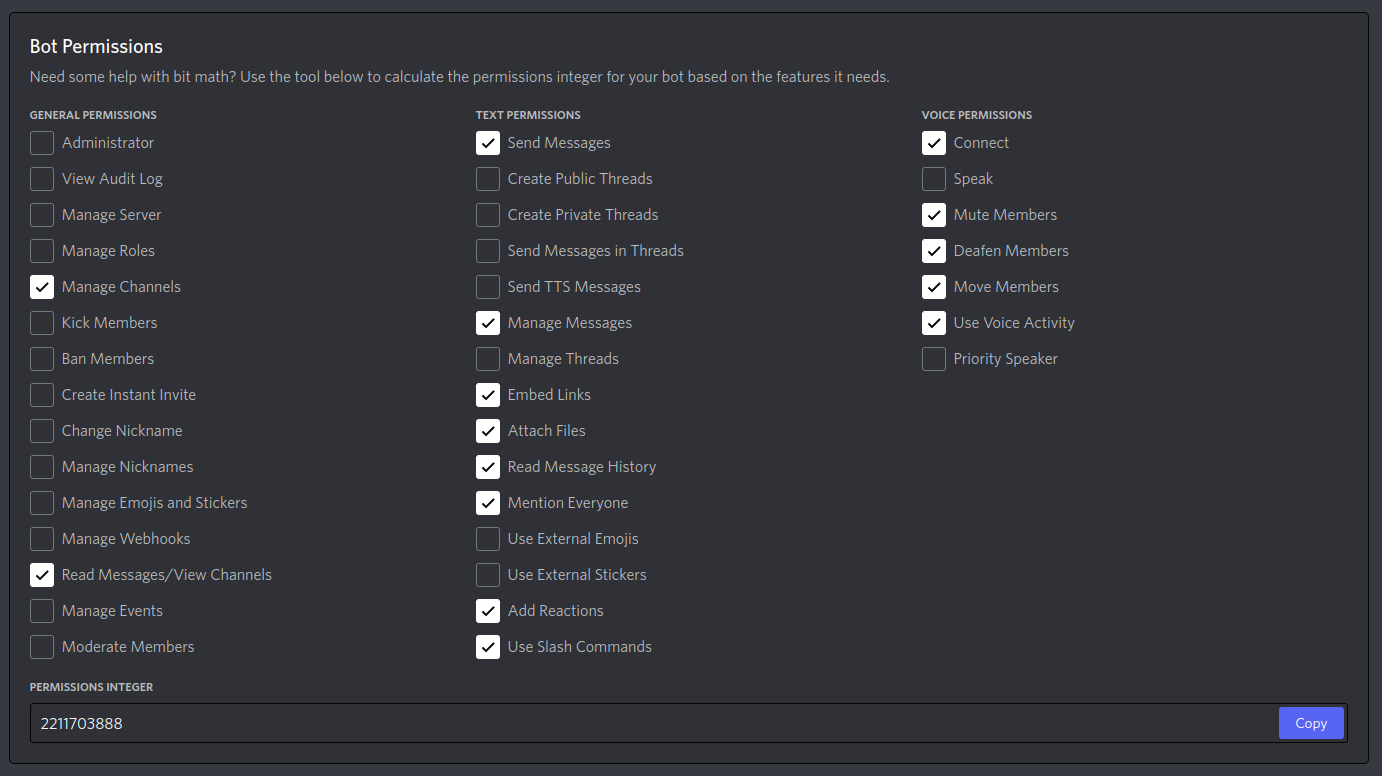 Bot Permissions
Need some help with bit math? Use the tool below to calculate the permissions integer for your bot based on the features it needs.
GENERAL PERMISSIONS
Administrator
View Audit Log
Manage Server
Manage Roles
Manage Channels
Kick Members
Ban Members
Create Instant Invite
Change Nickname
Manage Nicknames
Manage Emojis and Stickers
Manage Webhooks
Read Messages/View Channels
Manage Events
Moderate Members
TEXT PERMISSIONS
Send Messages
Create Public Threads
Create Private Threads
Send Messages in Threads
Send TTS Messages
Manage Messages
Manage Threads
Embed Links
Attach Files
Read Message History
Mention Everyone
Use External Emojis
Use External Stickers
Add Reactions
Use Slash Commands
VOICE PERMISSIONS
Connect
Speak
Mute Members
Deafen Members
Move Members
Use Voice Activity
Priority Speaker
PERMISSIONS INTEGER
2211703888
Copy